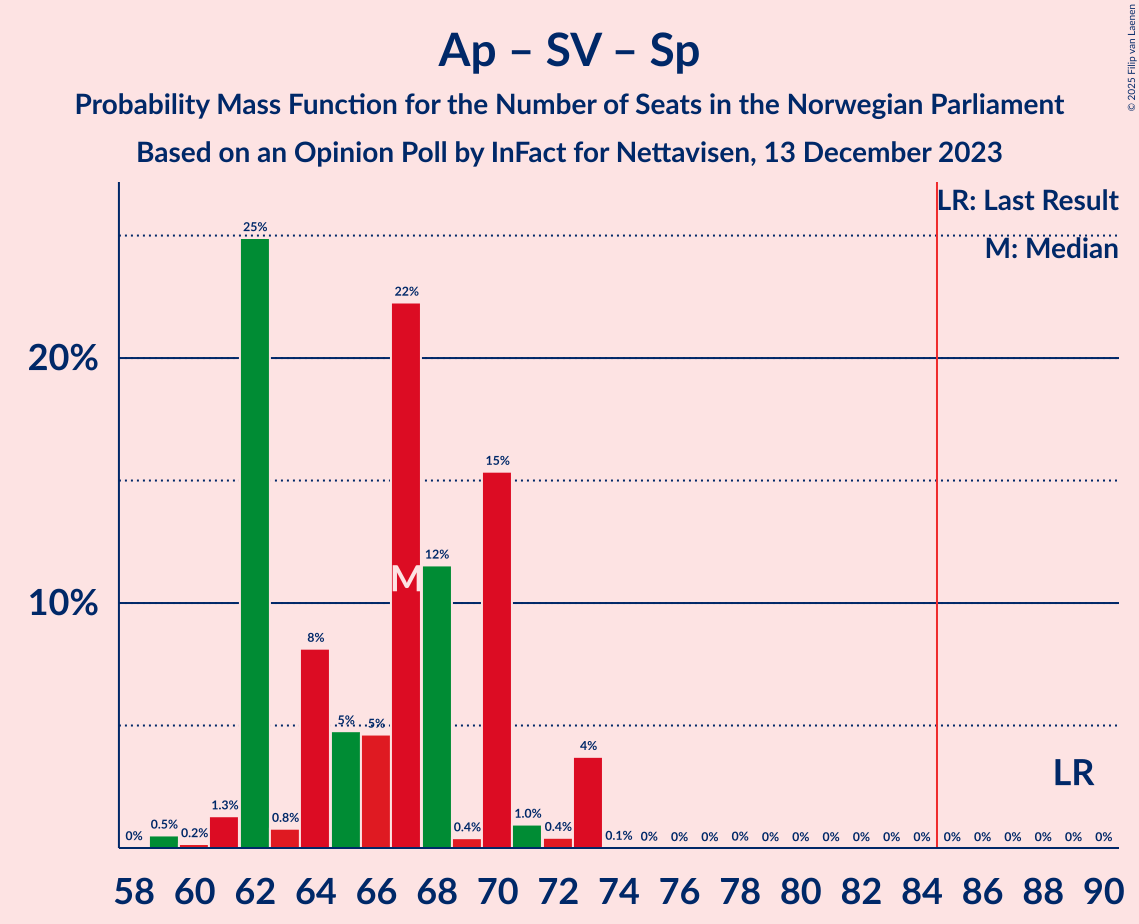 Ap – SV – Sp
Probability Mass Function for the Number of Seats in the Norwegian Parliament
Based on an Opinion Poll by InFact for Nettavisen, 13 December 2023
© 2025 Filip van Laenen
LR: Last Result
M: Median
20%
10%
0% 0.5% 0.2% 1.3% 25% 0.8% 8% 5% 5% 22% 12% 0.4% 15% 1.0% 0.4% 4% 0.1% 0% 0% 0% 0% 0% 0% 0% 0% 0% 0% 0% 0% 0% 0% 0% 0%
M
LR
58 60 62 64 66 68 70 72 74 76 78 80 82 84 86 88 90